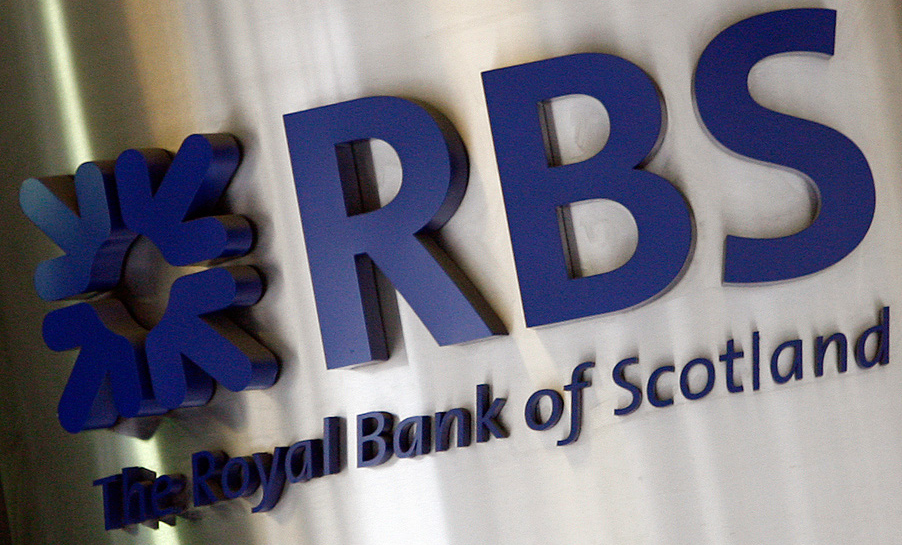 RBS
The Royal Bank of Scotland